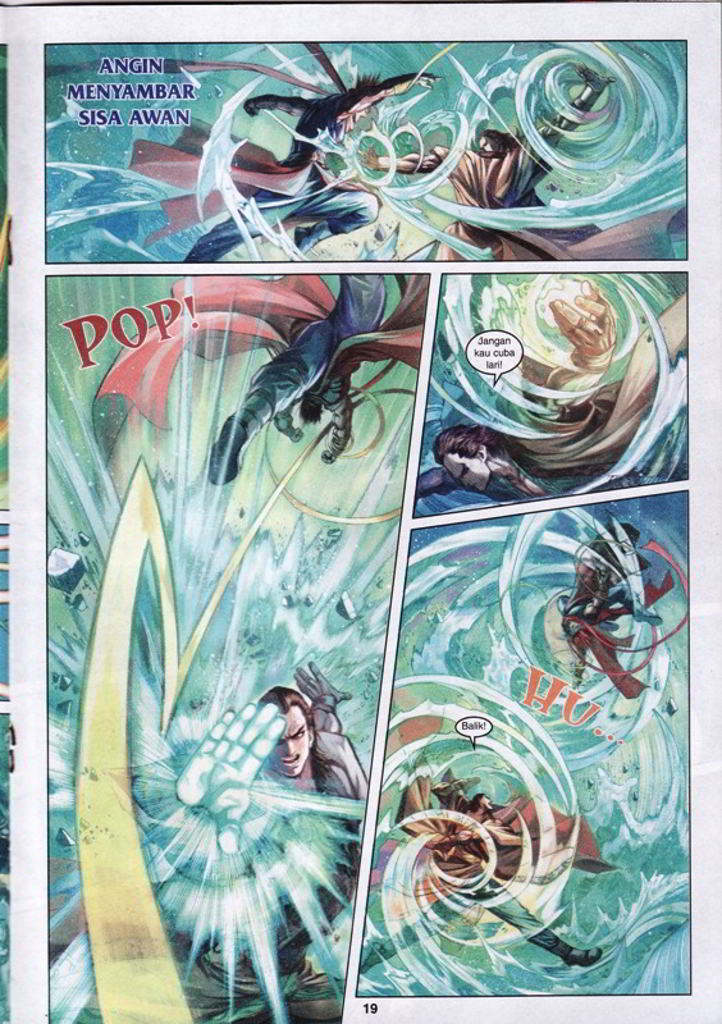 ANGIN
MENYAMBAR
SISA AWAN
POP!
Jangan
kau cuba
lari!
HU...
Balik!
19